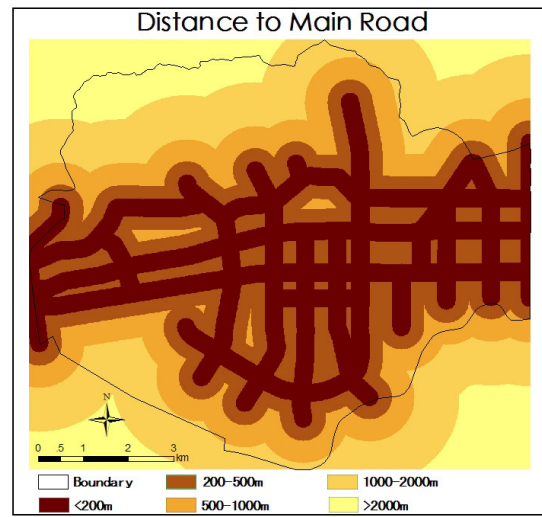 Distance to Main Road
N
0 .5 1 2 3
km
Boundary 200-500m 1000-2000m
<200m 500-1000m >2000m